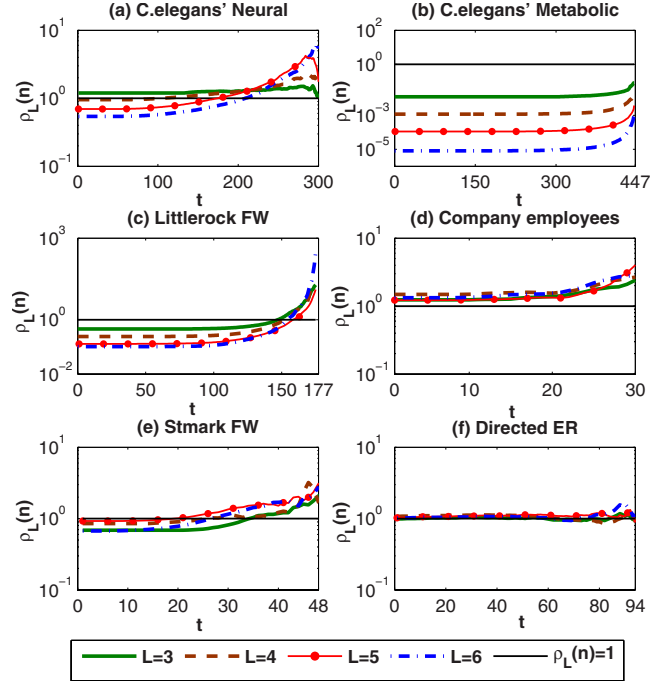 (a) C.elegans' Neural
(b) C.elegans' Metabolic
ρ_L(n)
10^1
10^0
10^-1
0 100 200 300
t
ρ_L(n)
10^2
10^0
10^-3
10^-5
0 150 300 447
t
(c) Littlerock FW
(d) Company employees
ρ_L(n)
10^3
10^0
10^-2
0 50 100 150 177
t
ρ_L(n)
10^1
10^0
10^-1
0 10 20 30
t
(e) Stmark FW
(f) Directed ER
ρ_L(n)
10^1
10^0
10^-1
0 10 20 30 40 48
t
ρ_L(n)
10^1
10^0
10^-1
0 20 40 60 80 94
t
L=3 L=4 L=5 L=6 ρ_L(n)=1